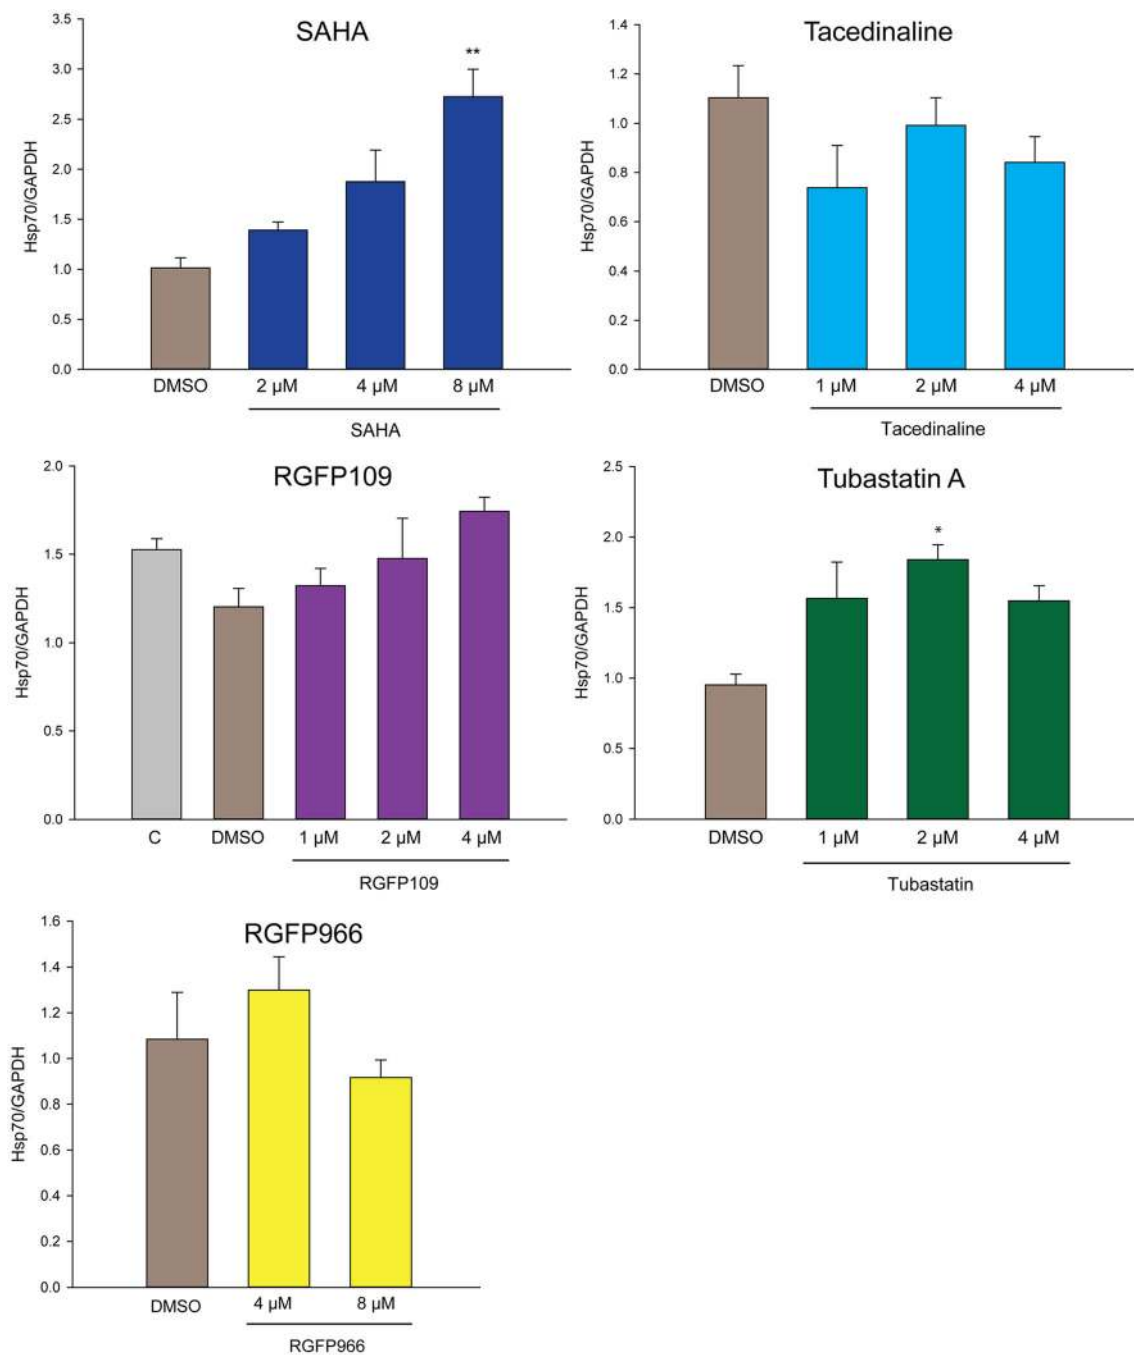 SAHA
**
3.5
3.0
2.5
2.0
1.5
1.0
0.5
0.0
Hsp70/GAPDH
DMSO 2 µM 4 µM 8 µM
SAHA
Tacedinaline
1.4
1.2
1.0
0.8
0.6
0.4
0.2
0.0
Hsp70/GAPDH
DMSO 1 µM 2 µM 4 µM
Tacedinaline
RGFP109
2.0
1.5
1.0
0.5
0.0
Hsp70/GAPDH
C DMSO 1 µM 2 µM 4 µM
RGFP109
Tubastatin A
*
2.5
2.0
1.5
1.0
0.5
0.0
Hsp70/GAPDH
DMSO 1 µM 2 µM 4 µM
Tubastatin
RGFP966
1.6
1.4
1.2
1.0
0.8
0.6
0.4
0.2
0.0
Hsp70/GAPDH
DMSO 4 µM 8 µM
RGFP966